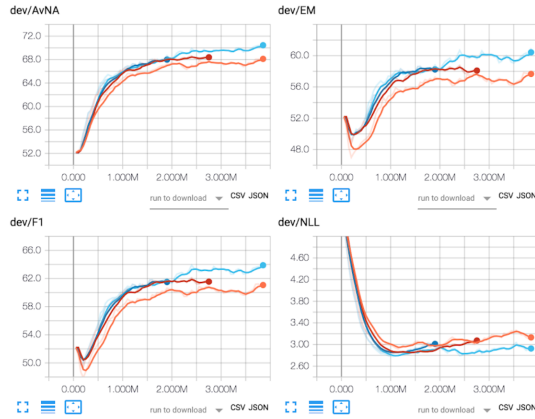 dev/AvNA
72.0
68.0
64.0
60.0
56.0
52.0
0.000 1.000M 2.000M 3.000M
run to download CSV JSON
dev/EM
60.0
56.0
52.0
48.0
0.000 1.000M 2.000M 3.000M
run to download CSV JSON
dev/F1
66.0
62.0
58.0
54.0
50.0
0.000 1.000M 2.000M 3.000M
run to download CSV JSON
dev/NLL
4.60
4.20
3.80
3.40
3.00
2.60
0.000 1.000M 2.000M 3.000M
run to download CSV JSON